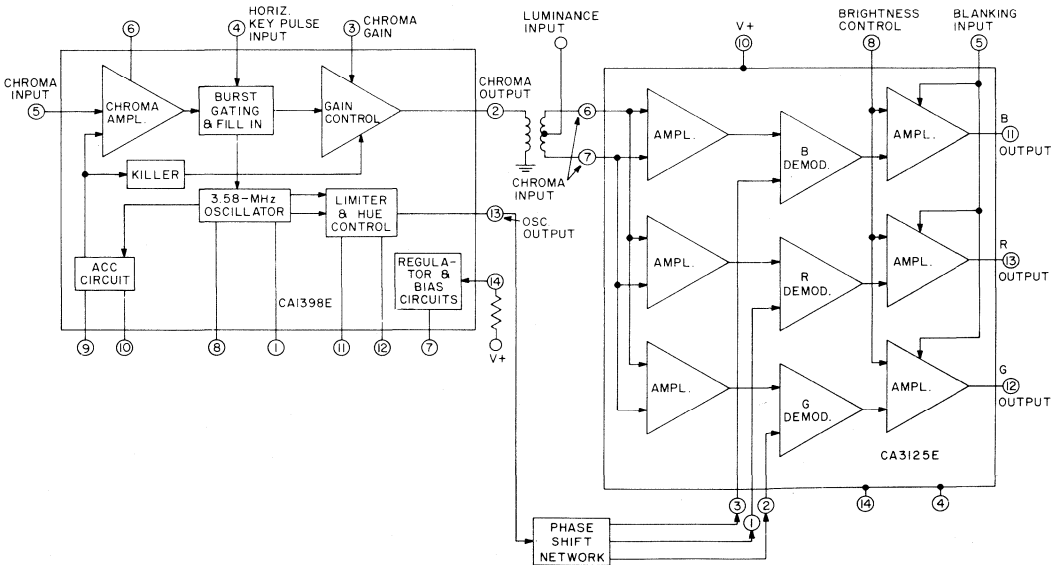 HORIZ.
KEY PULSE
INPUT
CHROMA
GAIN
6
4
3
CHROMA
INPUT
5
CHROMA
AMPL.
BURST
GATING
& FILL IN
GAIN
CONTROL
CHROMA
OUTPUT
2
KILLER
3.58-MHz
OSCILLATOR
LIMITER
& HUE
CONTROL
13
OSC.
OUTPUT
ACC
CIRCUIT
CA1398E
REGULA-
TOR &
BIAS
CIRCUITS
14
V+
9
10
8
1
11
12
7
LUMINANCE
INPUT
6
7
CHROMA
INPUT
V+
10
BRIGHTNESS
CONTROL
8
BLANKING
INPUT
5
AMPL.
B
DEMOD.
AMPL.
B
11
OUTPUT
AMPL.
R
DEMOD.
AMPL.
R
13
OUTPUT
AMPL.
G
DEMOD.
AMPL.
G
12
OUTPUT
CA3125E
14
4
3
1
2
PHASE
SHIFT
NETWORK